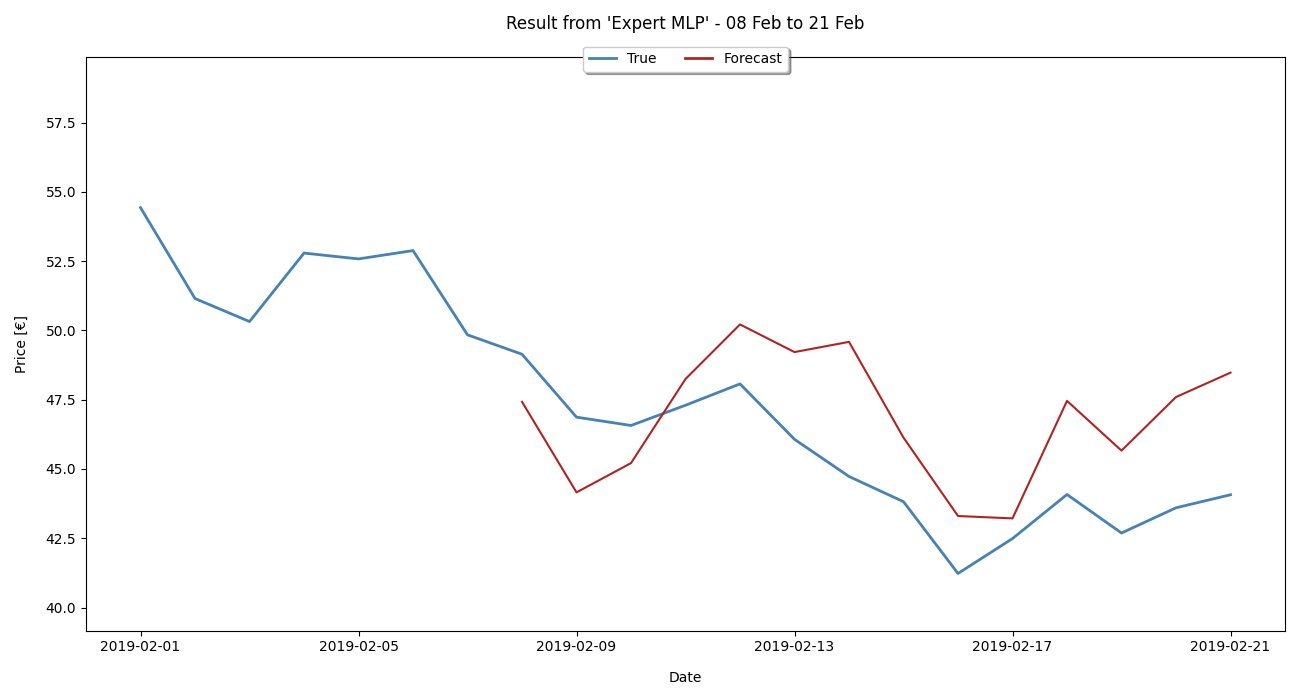 Result from 'Expert MLP' - 08 Feb to 21 Feb
True Forecast
57.5
55.0
52.5
50.0
47.5
45.0
42.5
40.0
Price [€]
2019-02-01 2019-02-05 2019-02-09 2019-02-13 2019-02-17 2019-02-21
Date